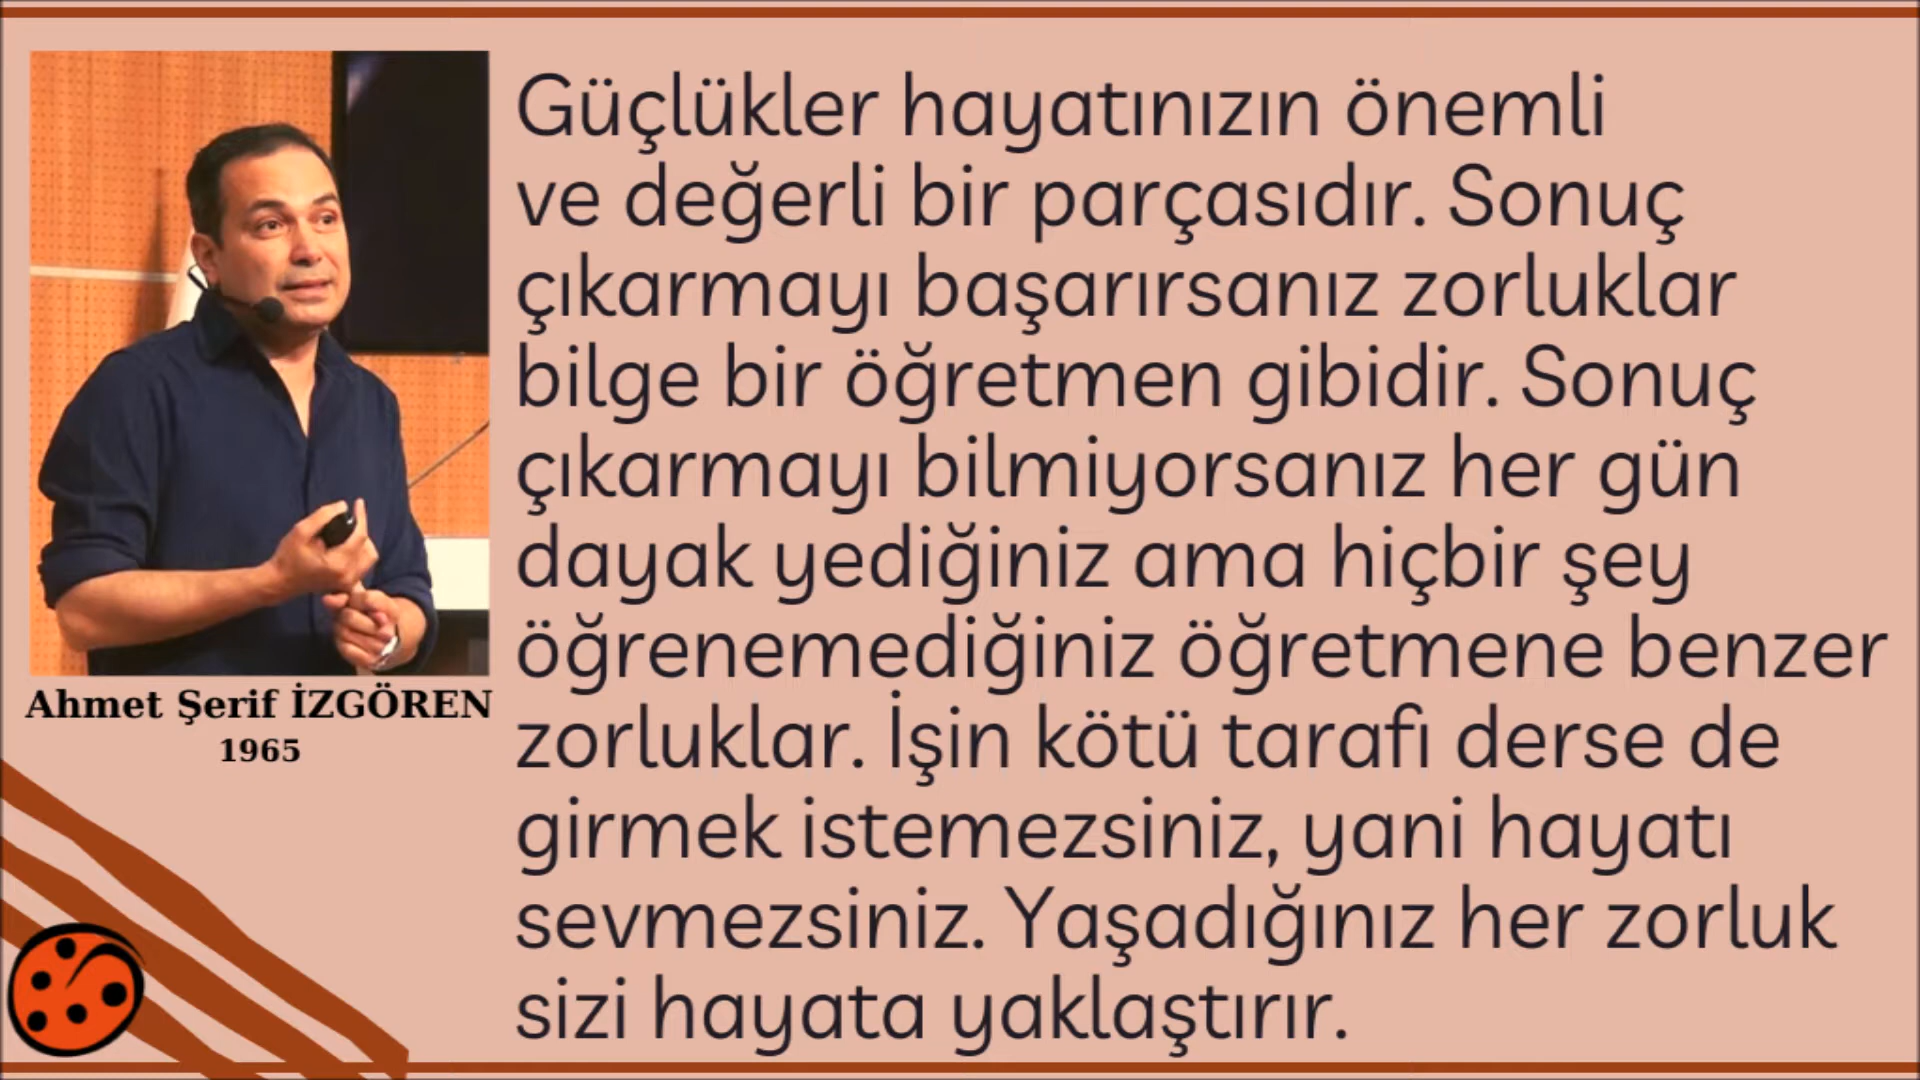 Güçlükler hayatınızın önemli
ve değerli bir parçasıdır. Sonuç
çıkarmayı başarırsanız zorluklar
bilge bir öğretmen gibidir. Sonuç
çıkarmayı bilmiyorsanız her gün
dayak yediğiniz ama hiçbir şey
öğrenemediğiniz öğretmene benzer
zorluklar. İşin kötü tarafı derse de
girmek istemezsiniz, yani hayatı
sevmezsiniz. Yaşadığınız her zorluk
sizi hayata yaklaştırır.
Ahmet Şerif İZGÖREN
1965